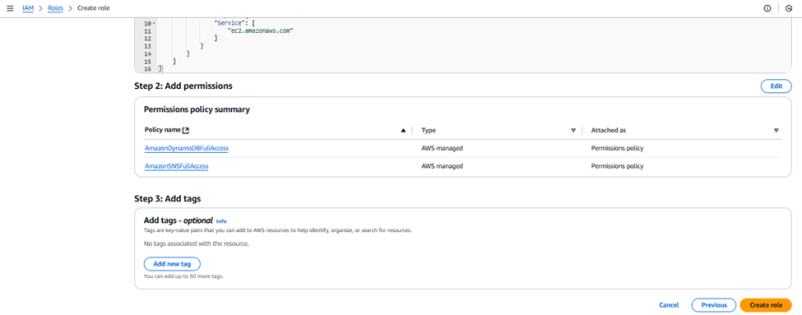 IAM > Roles > Create role
10 "Service": [
11 "ec2.amazonaws.com"
12 ]
13 }
14 }
15 ]
16 }
Step 2: Add permissions
Edit
Permissions policy summary
Policy name Type Attached as
AmazonDynamoDBFullAccess AWS managed Permissions policy
AmazonSNSFullAccess AWS managed Permissions policy
Step 3: Add tags
Add tags - optional Info
Tags are key-value pairs that you can add to AWS resources to help identify, organize, or search for resources.
No tags associated with the resource.
Add new tag
You can add up to 50 more tags.
Cancel Previous Create role